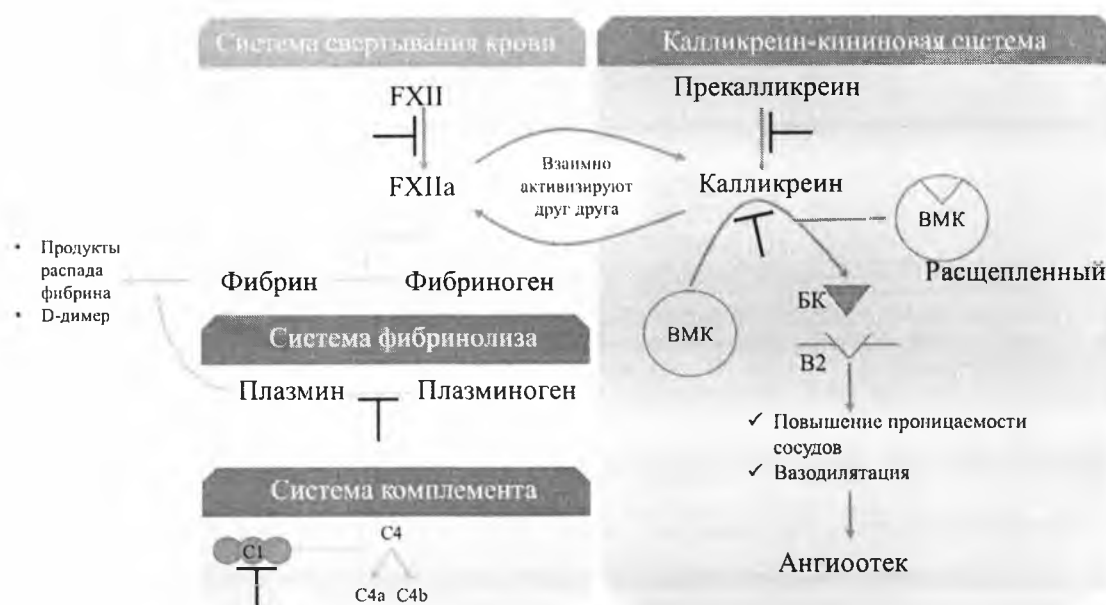 Система свертывания крови
Калликреин-кининовая система
FXII
Прекалликреин
FXIIa
Взаимно
активизируют
друг друга
Калликреин
ВМК
Расщепленный
• Продукты
распада
фибрина
• D-димер
Фибрин
Фибриноген
БК
ВМК
В2
Система фибринолиза
Плазмин
Плазминоген
✓ Повышение проницаемости
сосудов
✓ Вазодилятация
Система комплемента
C1
C4
C4a C4b
Ангиоотек